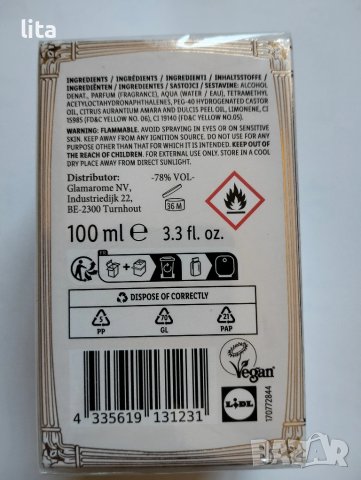 lita
INGREDIENTS / INGRÉDIENTS / INGREDIENTI / INHALTSSTOFFE /
INGREDIËNTEN / INGREDIENTES / SASTOJCI / SESTAVINE: ALCOHOL
DENAT., PARFUM (FRAGRANCE), AQUA (WATER / EAU), TETRAMETHYL
ACETYLOCTAHYDRONAPHTHALENES, PEG-40 HYDROGENATED CASTOR
OIL, CITRUS AURANTIUM AMARA AND DULCIS PEEL OIL, LIMONENE, CI
15985 (FD&C YELLOW NO. 06), CI 19140 (FD&C YELLOW NO.05).
WARNING: FLAMMABLE. AVOID SPRAYING IN EYES OR ON SENSITIVE
SKIN. KEEP FROM ANY IGNITION SOURCE. DO NOT USE FOR ANY
PURPOSE OTHER THAN THAT FOR WHICH IT IS INTENDED. KEEP OUT
OF THE REACH OF CHILDREN. FOR EXTERNAL USE ONLY. STORE IN A COOL
DRY PLACE AWAY FROM DIRECT SUNLIGHT.
Distributor:
Glamarome NV,
Industriedijk 22,
BE-2300 Turnhout
-78% VOL-
36 M
100 ml ℮ 3.3 fl. oz.
FR
DISPOSE OF CORRECTLY
5
PP
70
GL
21
PAP
Vegan
LIDL
170772844
4 335619 131231
BAZAR